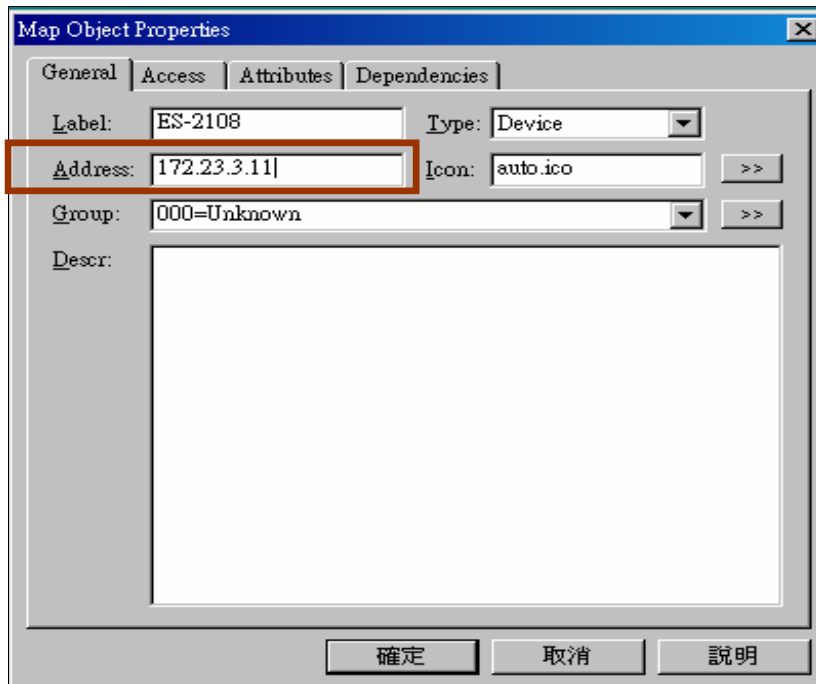 Map Object Properties
General Access Attributes Dependencies
Label: ES-2108 Type: Device
Address: 172.23.3.11 Icon: auto.ico >>
Group: 000=Unknown >>
Descr:
確定 取消 說明